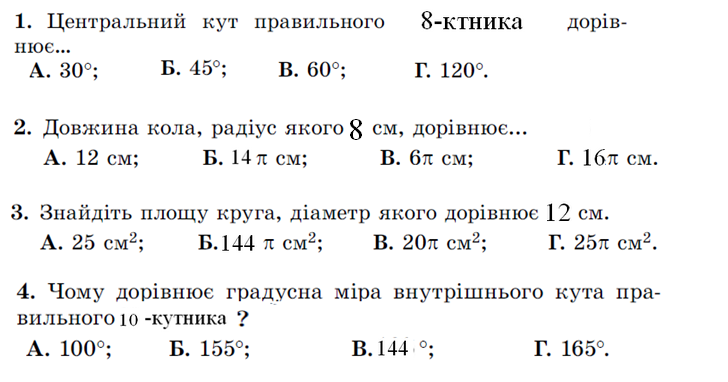 1. Центральний кут правильного 8-ктника дорів-
нює...
А. 30°; Б. 45°; В. 60°; Г. 120°.
2. Довжина кола, радіус якого 8 см, дорівнює...
А. 12 см; Б. 14 π см; В. 6π см; Г. 16π см.
3. Знайдіть площу круга, діаметр якого дорівнює 12 см.
А. 25 см²; Б.144 π см²; В. 20π см²; Г. 25π см².
4. Чому дорівнює градусна міра внутрішнього кута пра-
вильного 10 -кутника ?
А. 100°; Б. 155°; В.144 °; Г. 165°.